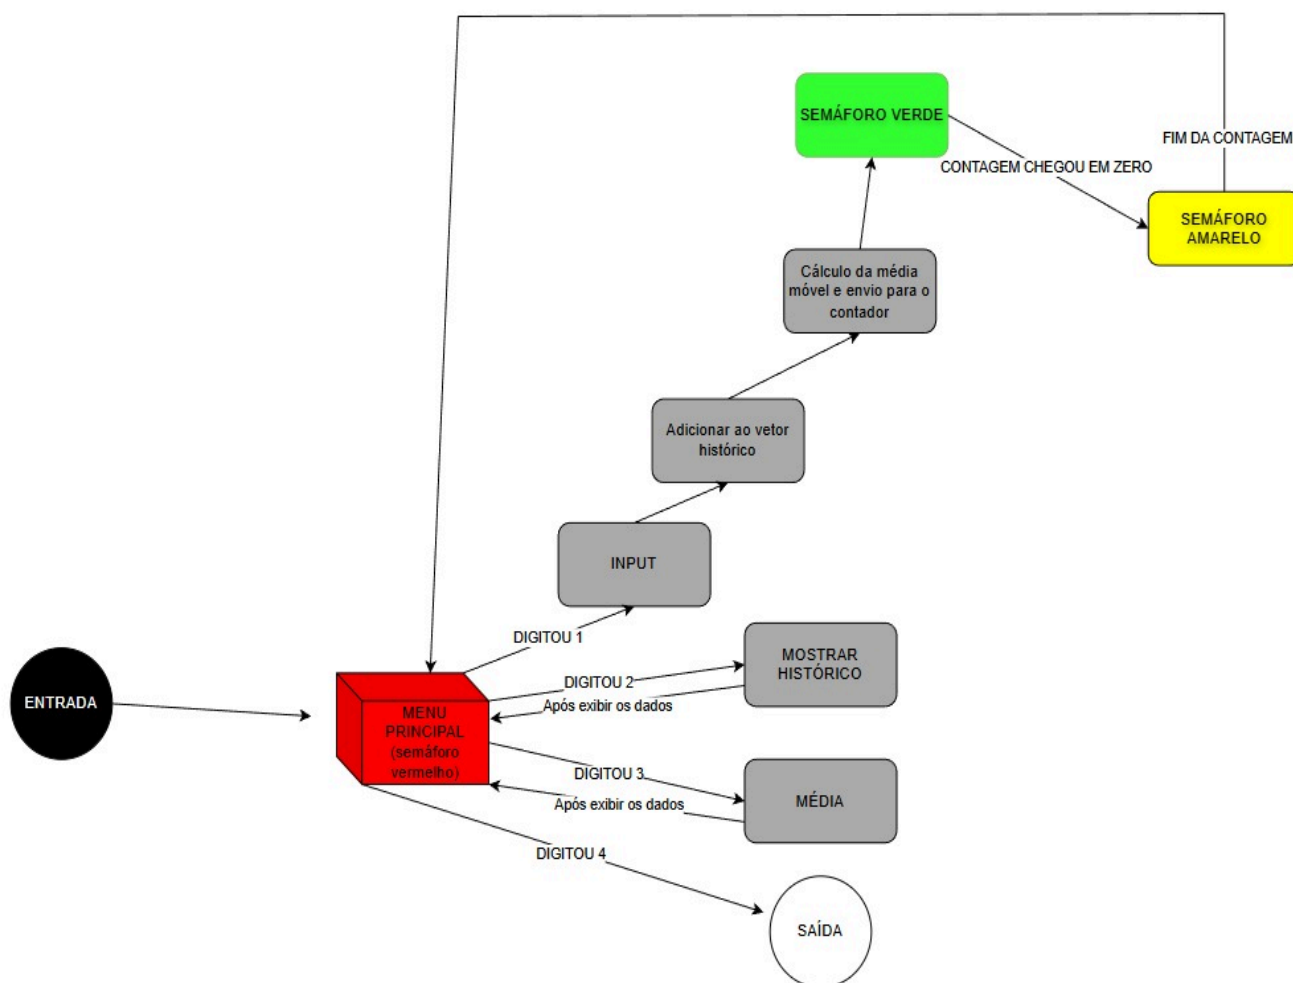 SEMÁFORO VERDE
FIM DA CONTAGEM
CONTAGEM CHEGOU EM ZERO
SEMÁFORO
AMARELO
Cálculo da média
móvel e envio para o
contador
Adicionar ao vetor
histórico
INPUT
DIGITOU 1
MOSTRAR
HISTÓRICO
DIGITOU 2
Após exibir os dados
ENTRADA
MENU
PRINCIPAL
(semáforo
vermelho)
DIGITOU 3
MÉDIA
Após exibir os dados
DIGITOU 4
SAÍDA